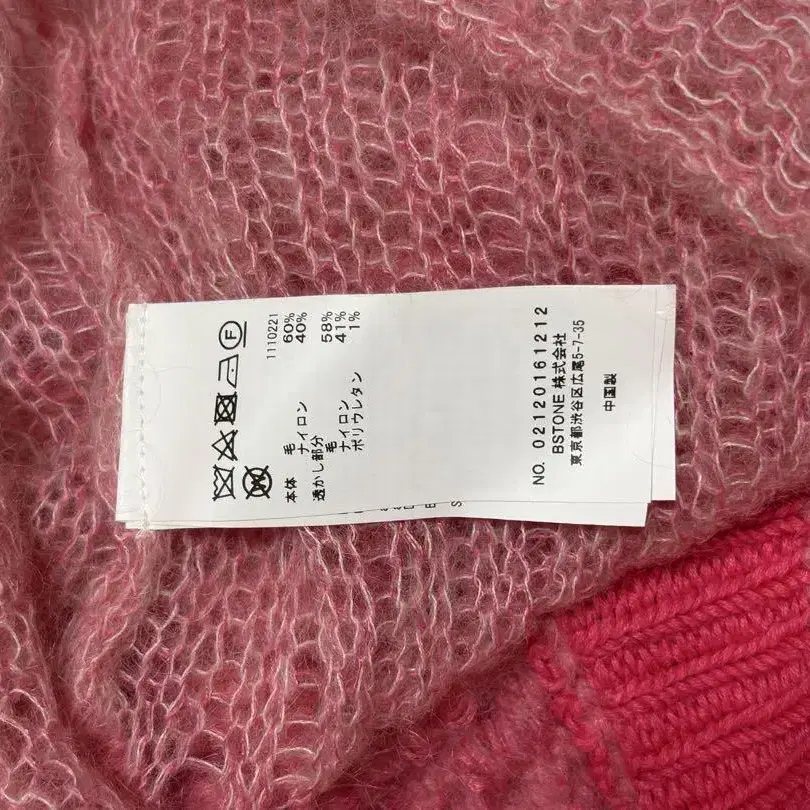 1110221
本体 毛 60%
ナイロン 40%
透かし部分
毛 58%
ナイロン 41%
ポリウレタン 1%
NO. 02120161212
BSTONE 株式会社
東京都渋谷区広尾5-7-35
中国製
F
W